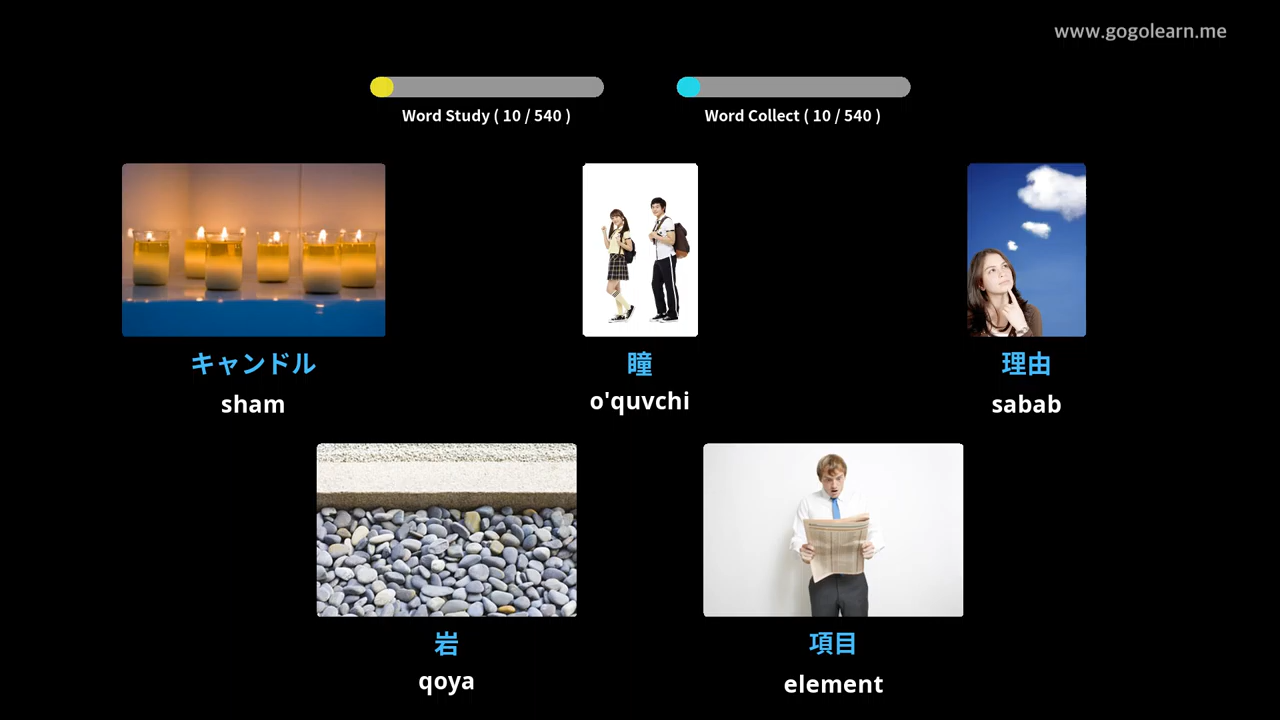 www.gogolearn.me
Word Study ( 10 / 540 )
Word Collect ( 10 / 540 )
キャンドル
sham
瞳
o'quvchi
理由
sabab
岩
qoya
項目
element